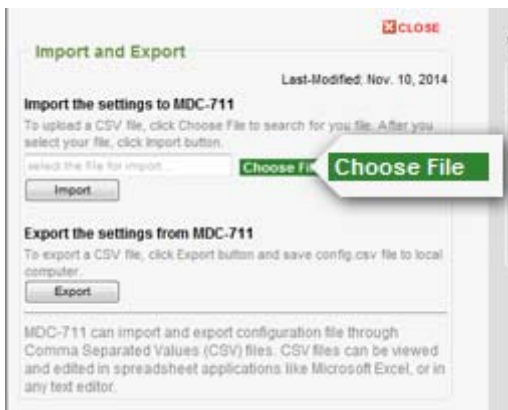 CLOSE
Import and Export
Last-Modified: Nov. 10, 2014
Import the settings to MDC-711
To upload a CSV file, click Choose File to search for you file. After you
select your file, click Import button.
select the file for import...
Choose File
Import
Export the settings from MDC-711
To export a CSV file, click Export button and save config.csv file to local
computer.
Export
MDC-711 can import and export configuration file through
Comma Separated Values (CSV) files. CSV files can be viewed
and edited in spreadsheet applications like Microsoft Excel, or in
any text editor.